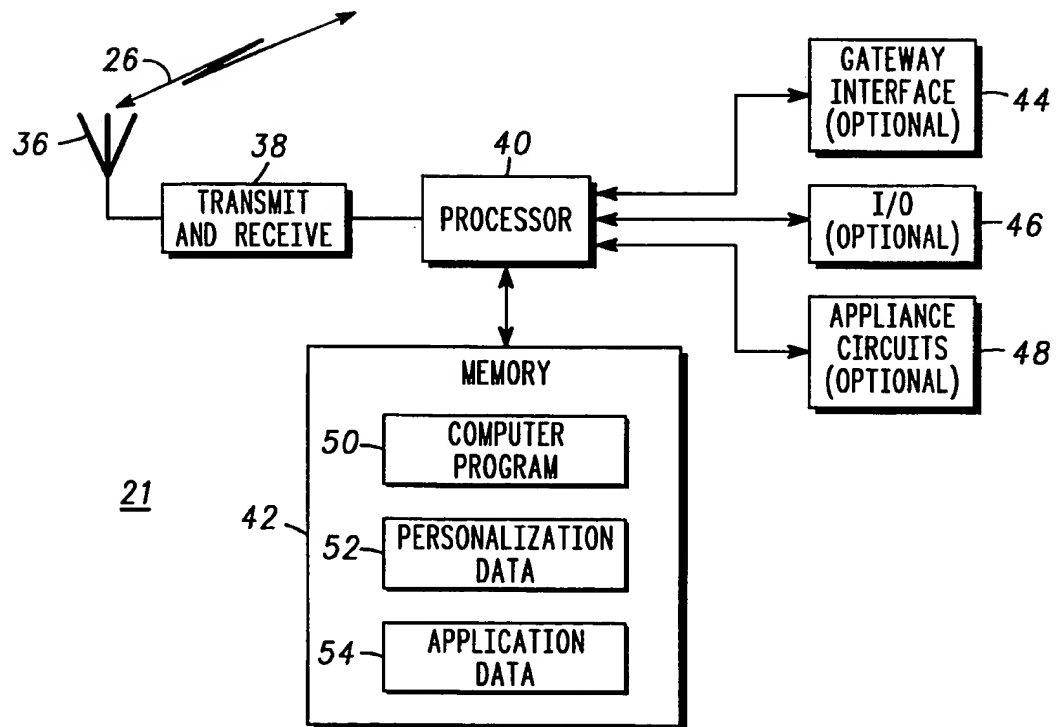 26
36
38
TRANSMIT
AND RECEIVE
40
PROCESSOR
GATEWAY
INTERFACE
(OPTIONAL)
44
I/O
(OPTIONAL)
46
APPLIANCE
CIRCUITS
(OPTIONAL)
48
MEMORY
50
COMPUTER
PROGRAM
21
42
52
PERSONALIZATION
DATA
54
APPLICATION
DATA